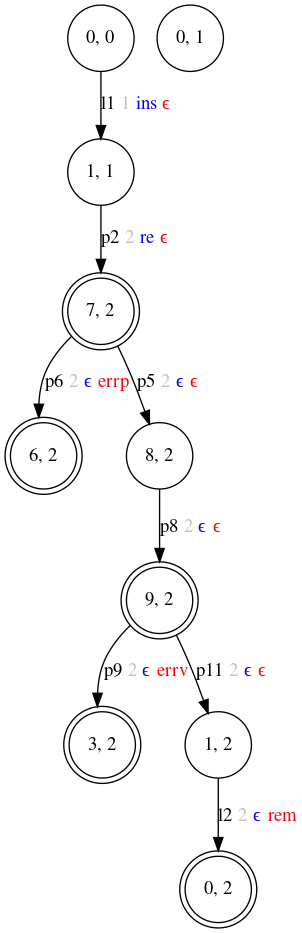 0, 0
0, 1
l1 1 ins ϵ
1, 1
p2 2 re ϵ
7, 2
p6 2 ϵ errp
p5 2 ϵ ϵ
6, 2
8, 2
p8 2 ϵ ϵ
9, 2
p9 2 ϵ errv
p11 2 ϵ ϵ
3, 2
1, 2
l2 2 ϵ rem
0, 2